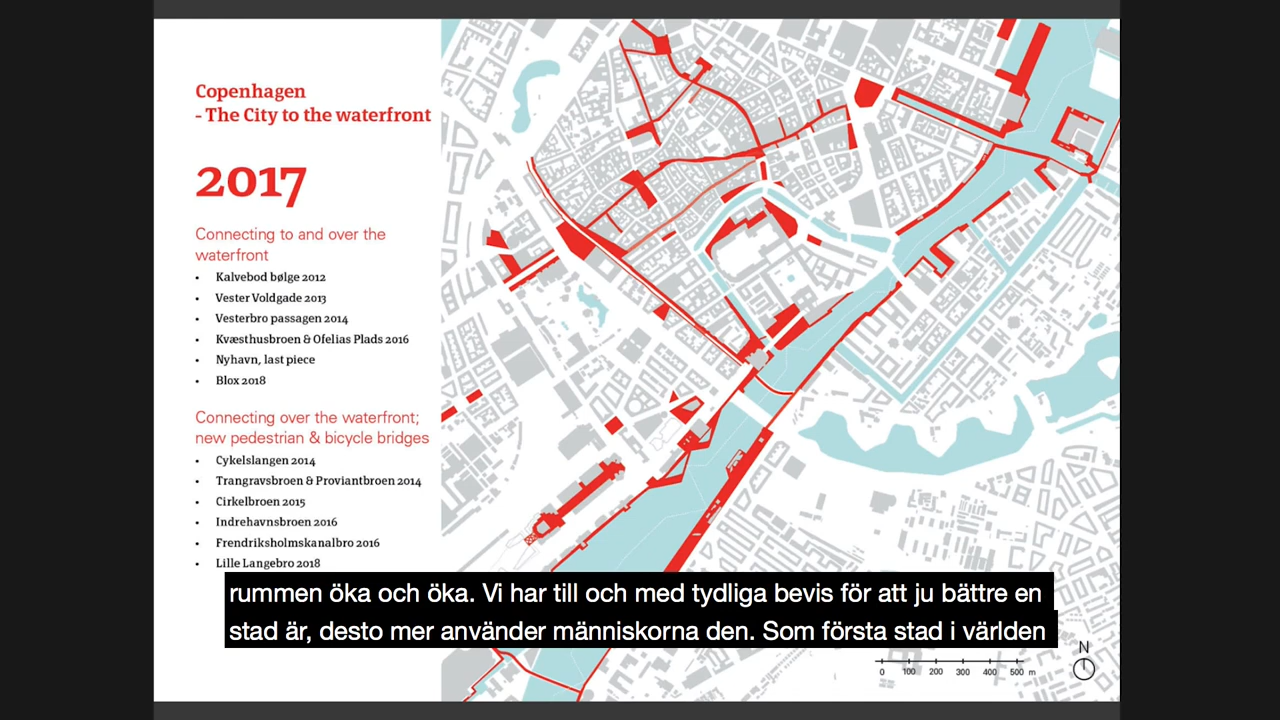 Copenhagen
- The City to the waterfront
2017
Connecting to and over the
waterfront
• Kalvebod bølge 2012
• Vester Voldgade 2013
• Vesterbro passagen 2014
• Kvæsthusbroen & Ofelias Plads 2016
• Nyhavn, last piece
• Blox 2018
Connecting over the waterfront;
new pedestrian & bicycle bridges
• Cykelslangen 2014
• Trangravsbroen & Proviantbroen 2014
• Cirkelbroen 2015
• Indrehavnsbroen 2016
• Frendriksholmskanalbro 2016
• Lille Langebro 2018
rummen öka och öka. Vi har till och med tydliga bevis för att ju bättre en
stad är, desto mer använder människorna den. Som första stad i världen
N
0 100 200 300 400 500 m